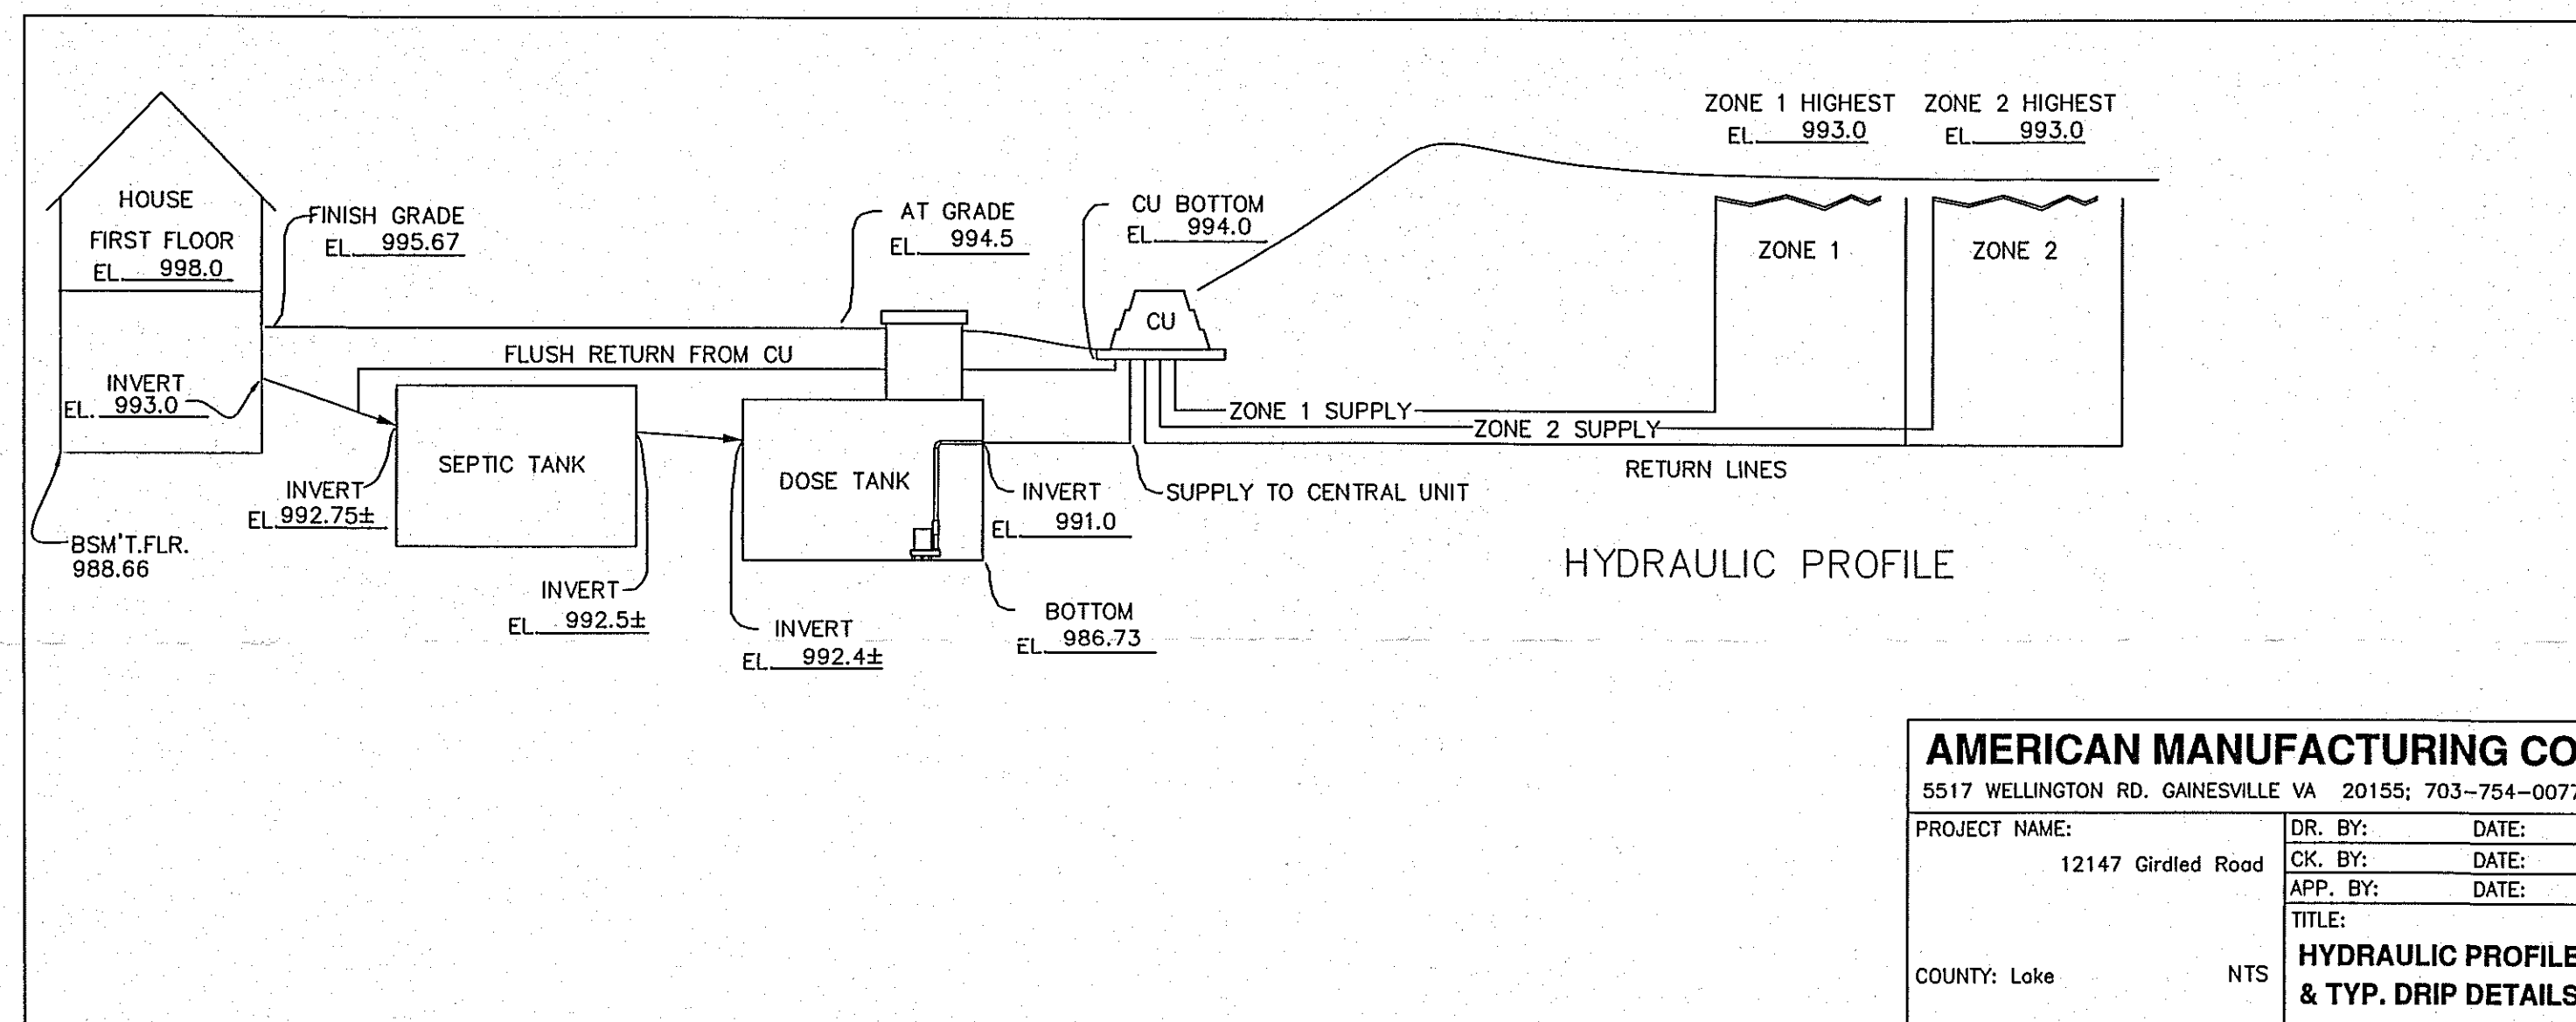 ZONE 1 HIGHEST
EL. 993.0
ZONE 2 HIGHEST
EL. 993.0
HOUSE
FIRST FLOOR
EL. 998.0
FINISH GRADE
EL. 995.67
AT GRADE
EL. 994.5
CU BOTTOM
EL. 994.0
ZONE 1
ZONE 2
CU
FLUSH RETURN FROM CU
INVERT
EL. 993.0
ZONE 1 SUPPLY
ZONE 2 SUPPLY
RETURN LINES
SEPTIC TANK
DOSE TANK
INVERT
EL. 992.75±
INVERT
EL. 991.0
SUPPLY TO CENTRAL UNIT
BSM'T.FLR.
988.66
HYDRAULIC PROFILE
INVERT
EL. 992.5±
INVERT
EL. 992.4±
BOTTOM
EL. 986.73
AMERICAN MANUFACTURING CO
5517 WELLINGTON RD. GAINESVILLE VA 20155; 703-754-0077
PROJECT NAME:
12147 Girdled Road
COUNTY: Lake
NTS
DR. BY: DATE:
CK. BY: DATE:
APP. BY: DATE:
TITLE:
HYDRAULIC PROFILE
& TYP. DRIP DETAILS